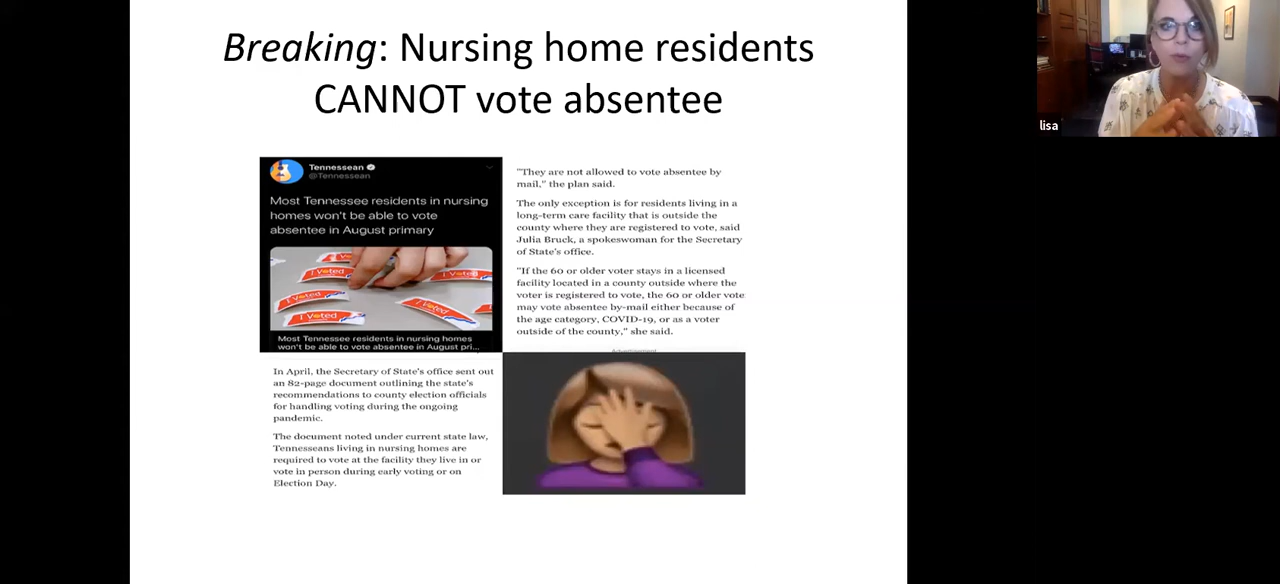 Breaking: Nursing home residents
CANNOT vote absentee
lisa
Tennessean
@Tennessean
Most Tennessee residents in nursing
homes won't be able to vote
absentee in August primary
I Voted
I Voted
I Voted
I Voted
I Voted
Most Tennessee residents in nursing homes
won't be able to vote absentee in August pri...
"They are not allowed to vote absentee by
mail," the plan said.
The only exception is for residents living in a
long-term care facility that is outside the
county where they are registered to vote, said
Julia Bruck, a spokeswoman for the Secretary
of State's office.
"If the 60 or older voter stays in a licensed
facility located in a county outside where the
voter is registered to vote, the 60 or older vote
may vote absentee by-mail either because of
the age category, COVID-19, or as a voter
outside of the county," she said.
Advertisement
In April, the Secretary of State's office sent out
an 82-page document outlining the state's
recommendations to county election officials
for handling voting during the ongoing
pandemic.
The document noted under current state law,
Tennesseans living in nursing homes are
required to vote at the facility they live in or
vote in person during early voting or on
Election Day.